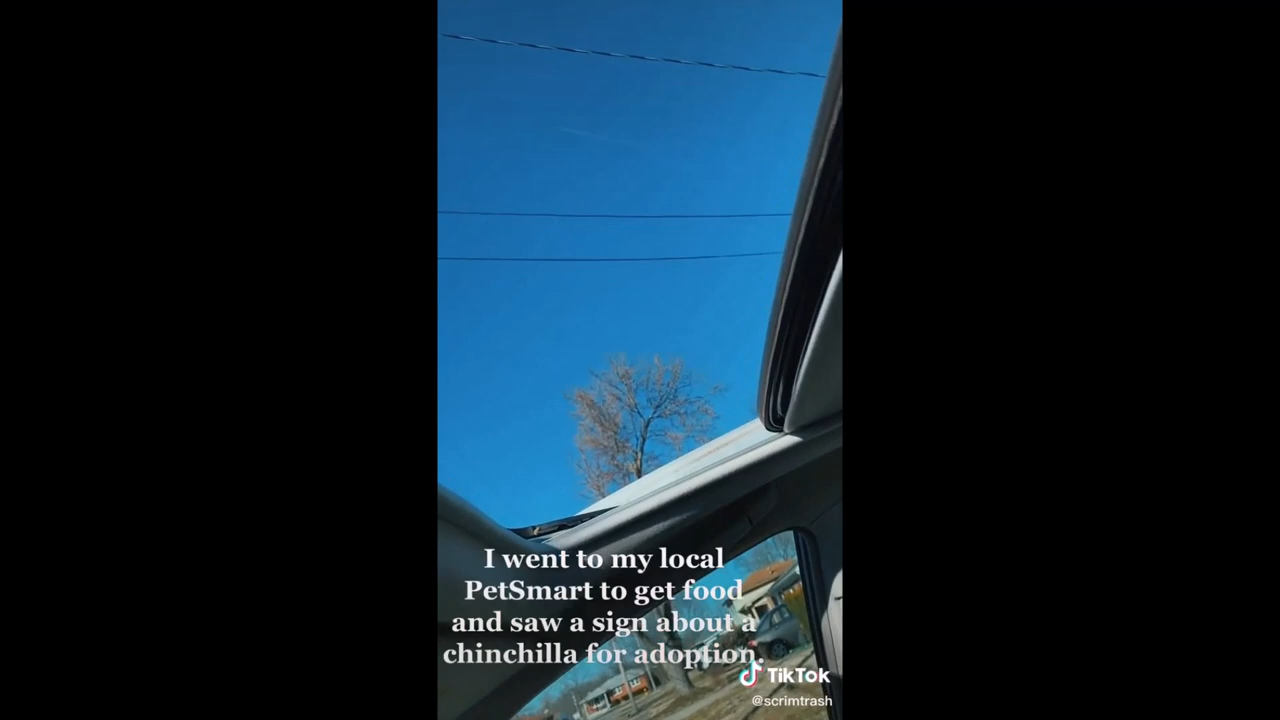 I went to my local
PetSmart to get food
and saw a sign about a
chinchilla for adoption.
TikTok
@scrimtrash